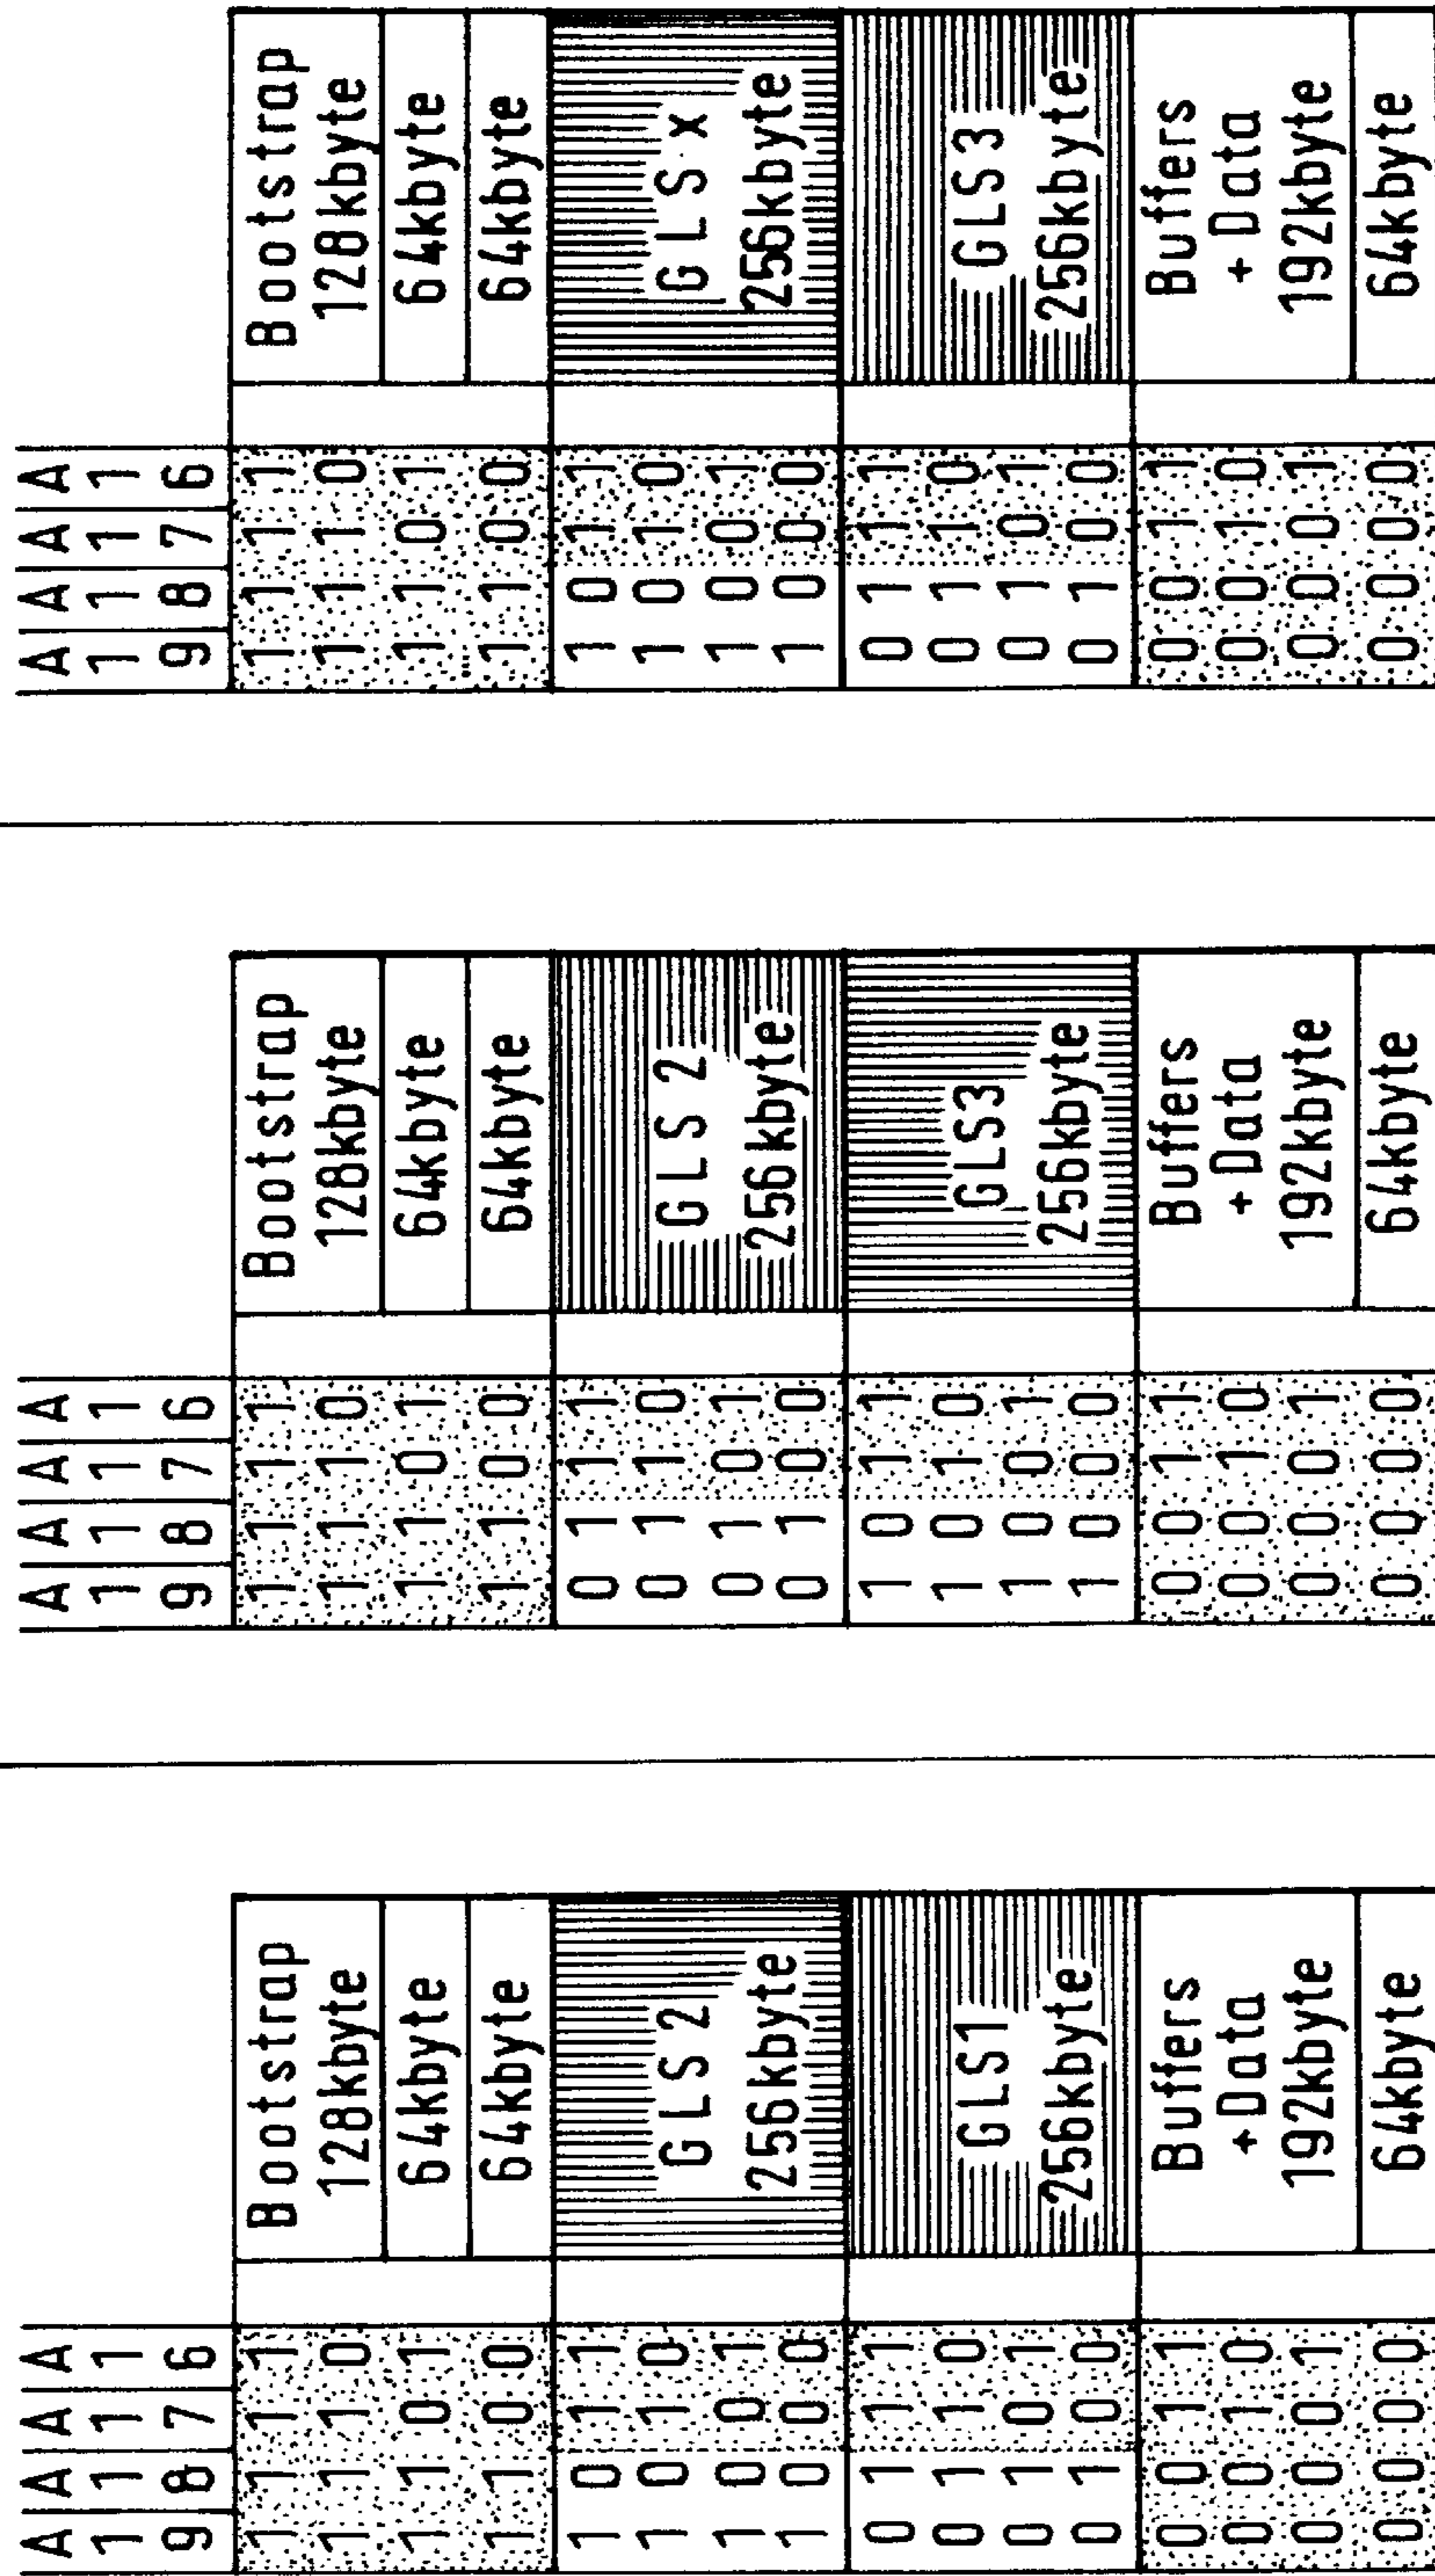 A A A A
1 1 1 1
9 8 7 6
1 1 1 1 Bootstrap
1 1 1 0 128kbyte
1 1 0 1 64kbyte
1 1 0 0 64kbyte
1 0 1 1
1 0 1 0 GLS 2
1 0 0 1
1 0 0 0 256kbyte
0 1 1 1
0 1 1 0 GLS1
0 1 0 1
0 1 0 0 256kbyte
0 0 1 1 Buffers
0 0 1 0 +Data
0 0 0 1 192kbyte
0 0 0 0 64kbyte
A A A A
1 1 1 1
9 8 7 6
1 1 1 1 Bootstrap
1 1 1 0 128kbyte
1 1 0 1 64kbyte
1 1 0 0 64kbyte
0 1 1 1
0 1 1 0 GLS 2
0 1 0 1
0 1 0 0 256kbyte
1 0 1 1
1 0 1 0 GLS3
1 0 0 1
1 0 0 0 256kbyte
0 0 1 1 Buffers
0 0 1 0 + Data
0 0 0 1 192kbyte
0 0 0 0 64kbyte
A A A A
1 1 1 1
9 8 7 6
1 1 1 1 Bootstrap
1 1 1 0 128kbyte
1 1 0 1 64kbyte
1 1 0 0 64kbyte
1 0 1 1
1 0 1 0 GLS x
1 0 0 1
1 0 0 0 256kbyte
0 1 1 1
0 1 1 0 GLS3
0 1 0 1
0 1 0 0 256kbyte
0 0 1 1 Buffers
0 0 1 0 + Data
0 0 0 1 192kbyte
0 0 0 0 64kbyte